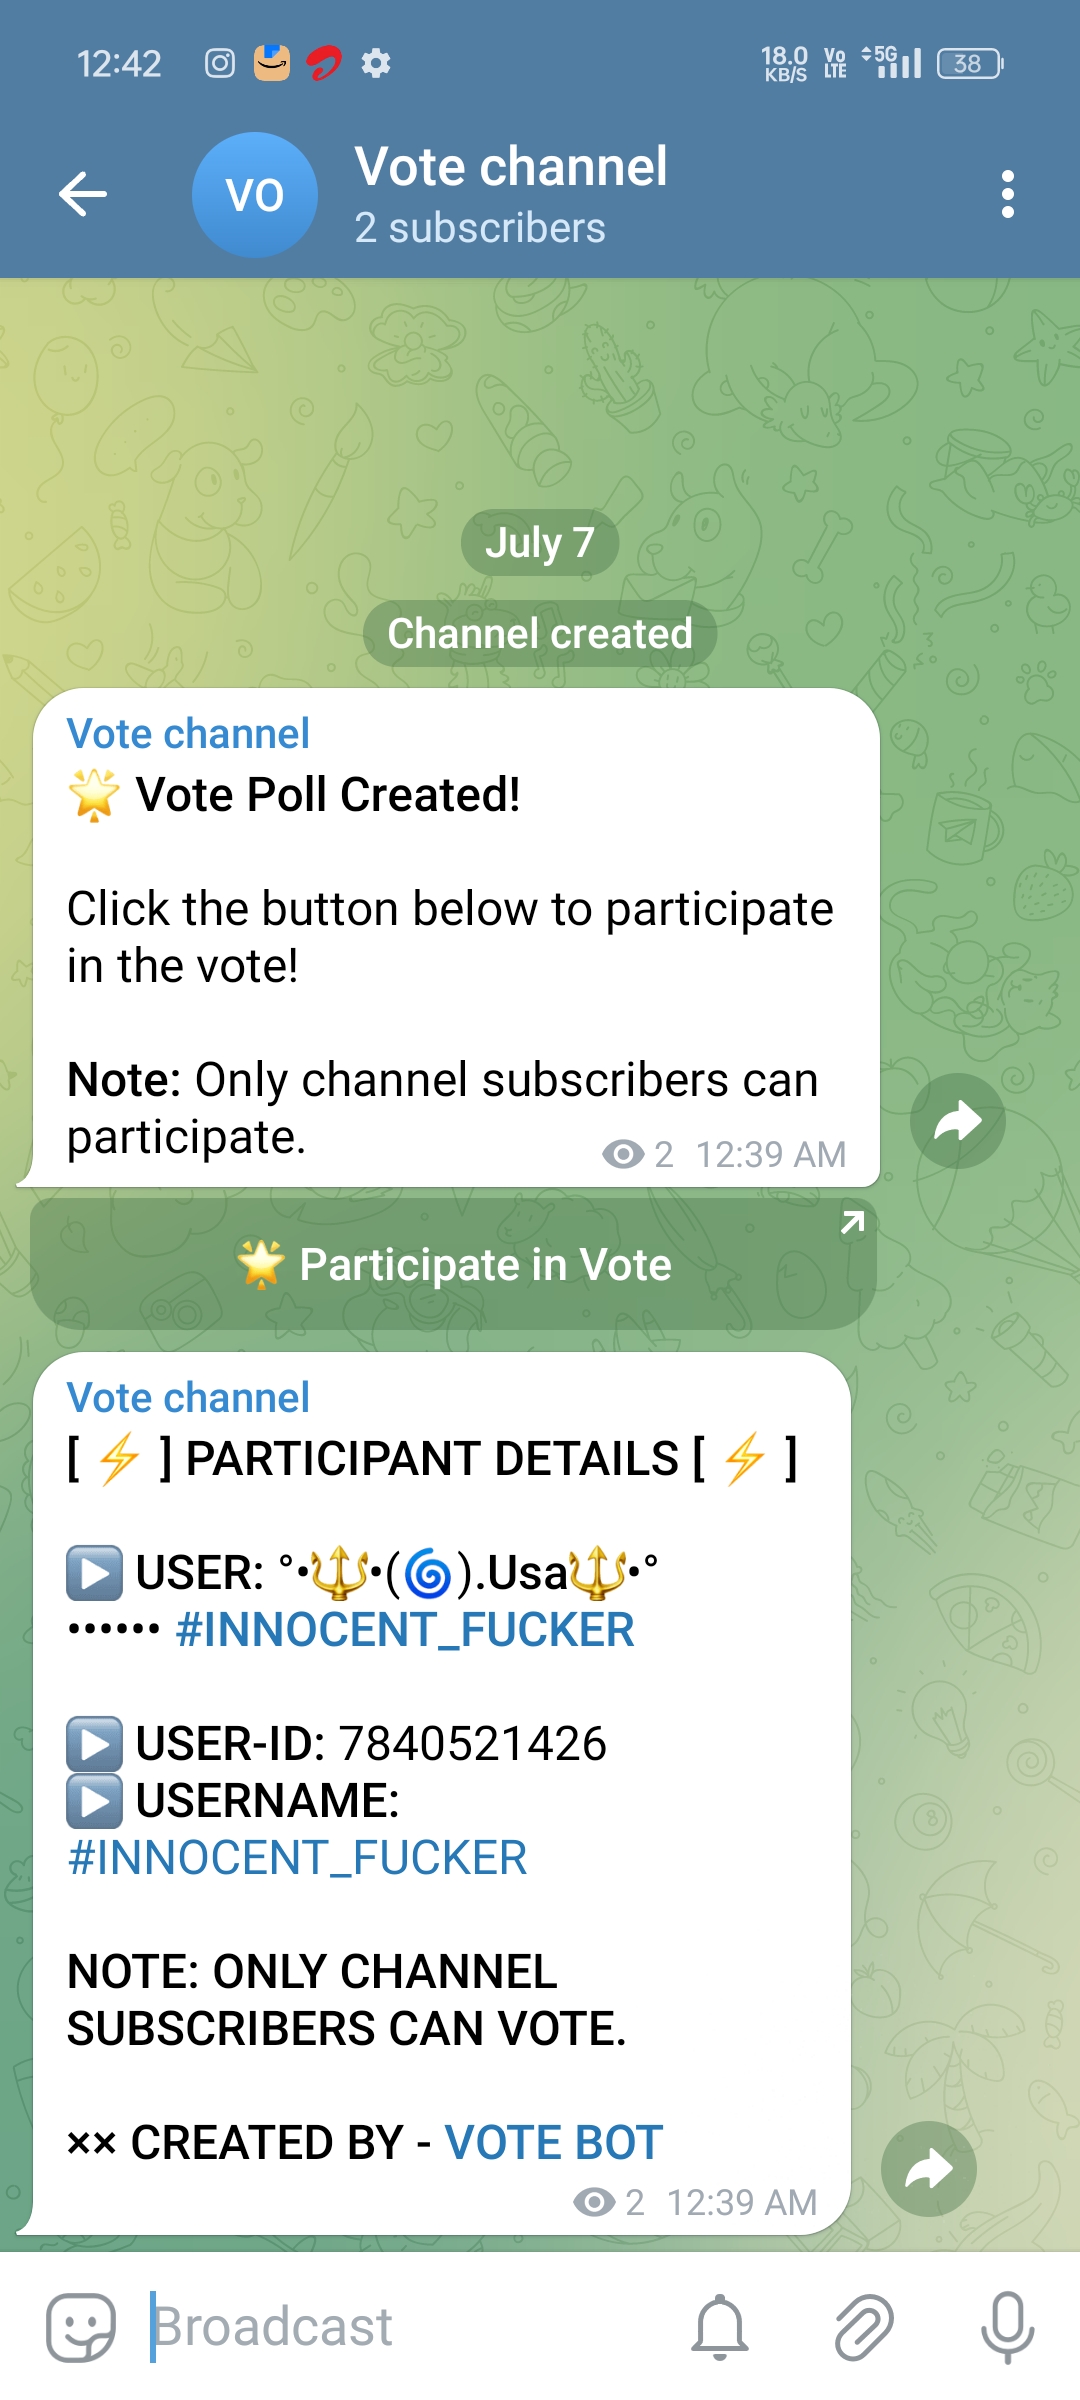 12:42
18.0 KB/S Vo LTE 5G 38
VO
Vote channel
2 subscribers
July 7
Channel created
Vote channel
🌟 Vote Poll Created!
Click the button below to participate
in the vote!
Note: Only channel subscribers can
participate.
2 12:39 AM
🌟 Participate in Vote
Vote channel
[ ⚡ ] PARTICIPANT DETAILS [ ⚡ ]
▶️ USER: °•🔱•(🌀).Usa🔱•°
•••••• #INNOCENT_FUCKER
▶️ USER-ID: 7840521426
▶️ USERNAME:
#INNOCENT_FUCKER
NOTE: ONLY CHANNEL
SUBSCRIBERS CAN VOTE.
×× CREATED BY - VOTE BOT
2 12:39 AM
Broadcast